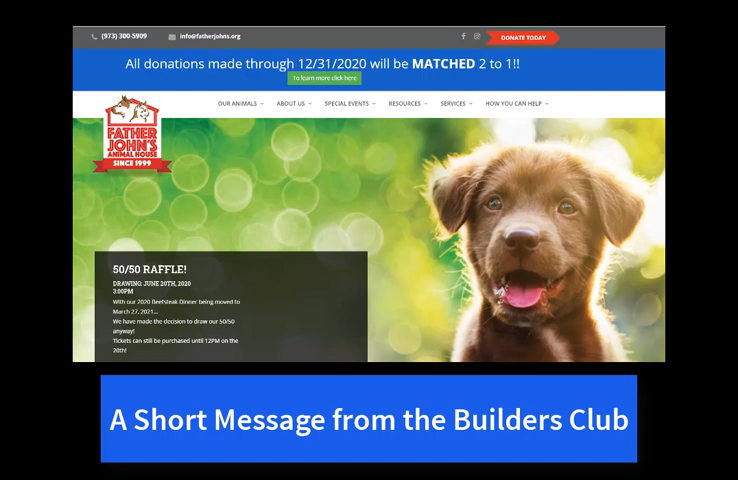 (973) 300-5909
info@fatherjohns.org
DONATE TODAY
All donations made through 12/31/2020 will be MATCHED 2 to 1!!
To learn more click here
OUR ANIMALS ABOUT US SPECIAL EVENTS RESOURCES SERVICES HOW YOU CAN HELP
FATHER
JOHN'S
ANIMAL HOUSE
SINCE 1999
50/50 RAFFLE!
DRAWING JUNE 20TH, 2020
3:00PM
With our 2020 Beefsteak Dinner being moved to
March 27, 2021...
We have made the decision to draw our 50/50
anyway!
Tickets can still be purchased until 12PM on the
20th!
A Short Message from the Builders Club